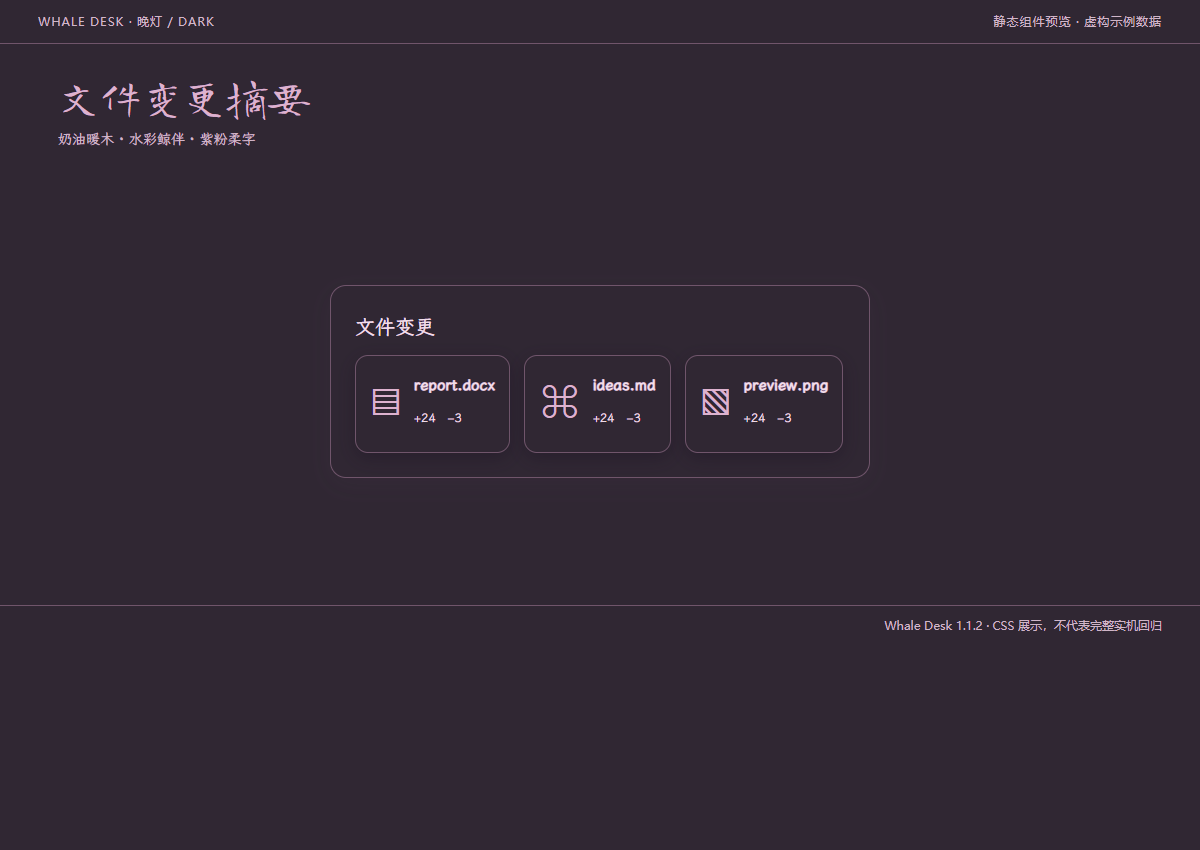 WHALE DESK · 晚灯 / DARK
静态组件预览 · 虚构示例数据
文件变更摘要
奶油暖木 · 水彩鲸伴 · 紫粉柔字
文件变更
report.docx
+24 −3
ideas.md
+24 −3
preview.png
+24 −3
Whale Desk 1.1.2 · CSS 展示，不代表完整实机回归